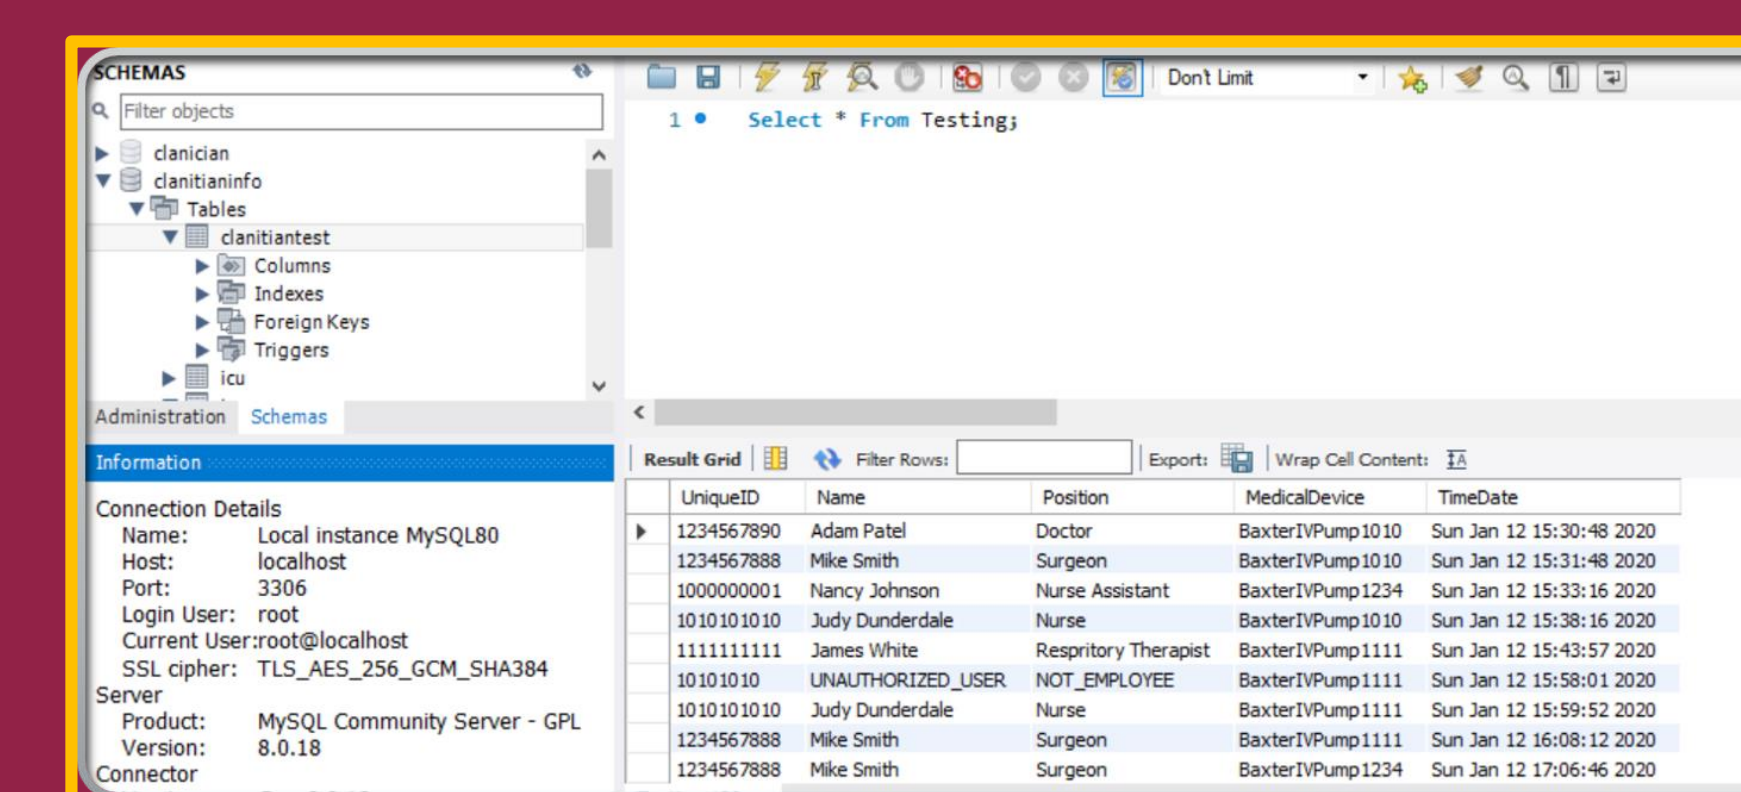 SCHEMAS
Filter objects
clanician
clanitianinfo
Tables
clanitiantest
Columns
Indexes
Foreign Keys
Triggers
icu
Administration Schemas
Information
Connection Details
Name: Local instance MySQL80
Host: localhost
Port: 3306
Login User: root
Current User:root@localhost
SSL cipher: TLS_AES_256_GCM_SHA384
Server
Product: MySQL Community Server - GPL
Version: 8.0.18
Connector
Don't Limit
1 Select * From Testing;
Result Grid Filter Rows: Export: Wrap Cell Content: IA
UniqueID Name Position MedicalDevice TimeDate
1234567890 Adam Patel Doctor BaxterIVPump1010 Sun Jan 12 15:30:48 2020
1234567888 Mike Smith Surgeon BaxterIVPump1010 Sun Jan 12 15:31:48 2020
1000000001 Nancy Johnson Nurse Assistant BaxterIVPump1234 Sun Jan 12 15:33:16 2020
1010101010 Judy Dunderdale Nurse BaxterIVPump1010 Sun Jan 12 15:38:16 2020
1111111111 James White Respritory Therapist BaxterIVPump1111 Sun Jan 12 15:43:57 2020
10101010 UNAUTHORIZED_USER NOT_EMPLOYEE BaxterIVPump1111 Sun Jan 12 15:58:01 2020
1010101010 Judy Dunderdale Nurse BaxterIVPump1111 Sun Jan 12 15:59:52 2020
1234567888 Mike Smith Surgeon BaxterIVPump1111 Sun Jan 12 16:08:12 2020
1234567888 Mike Smith Surgeon BaxterIVPump1234 Sun Jan 12 17:06:46 2020